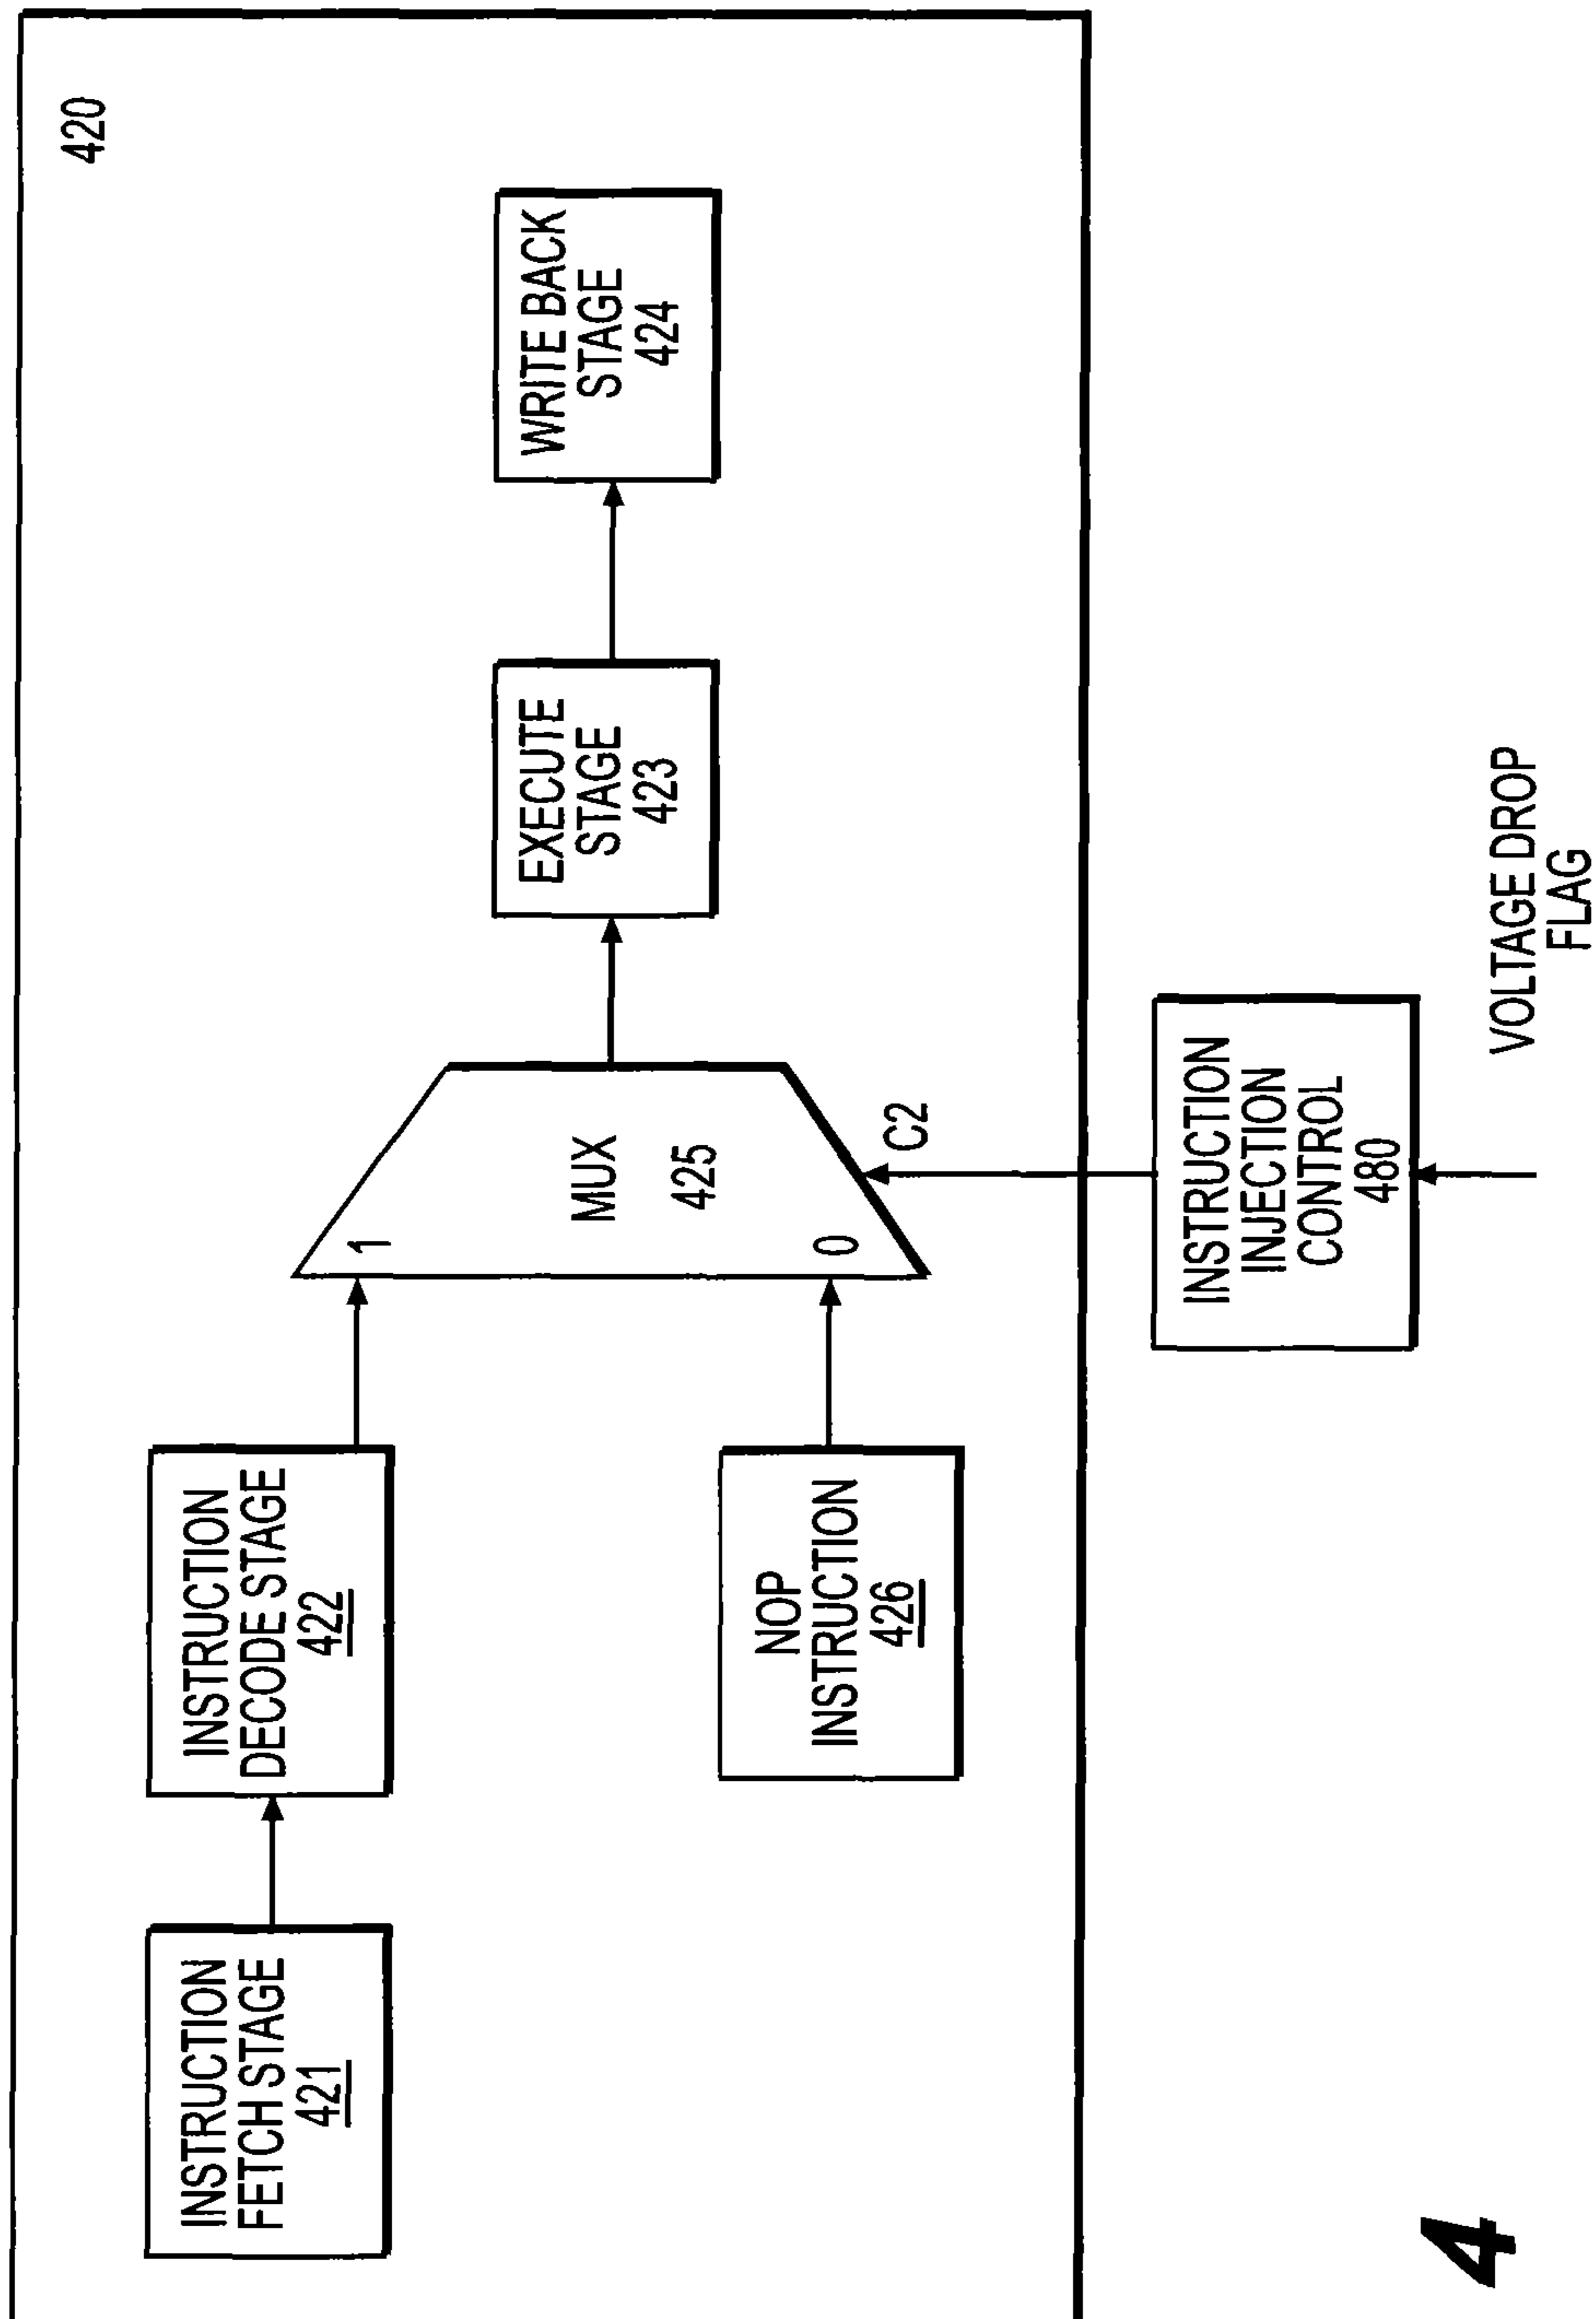 420
INSTRUCTION
FETCH STAGE
421
INSTRUCTION
DECODE STAGE
422
NOP
INSTRUCTION
426
1
MUX
425
0
C2
EXECUTE
STAGE
423
WRITE BACK
STAGE
424
INSTRUCTION
INJECTION
CONTROL
480
VOLTAGE DROP
FLAG
4